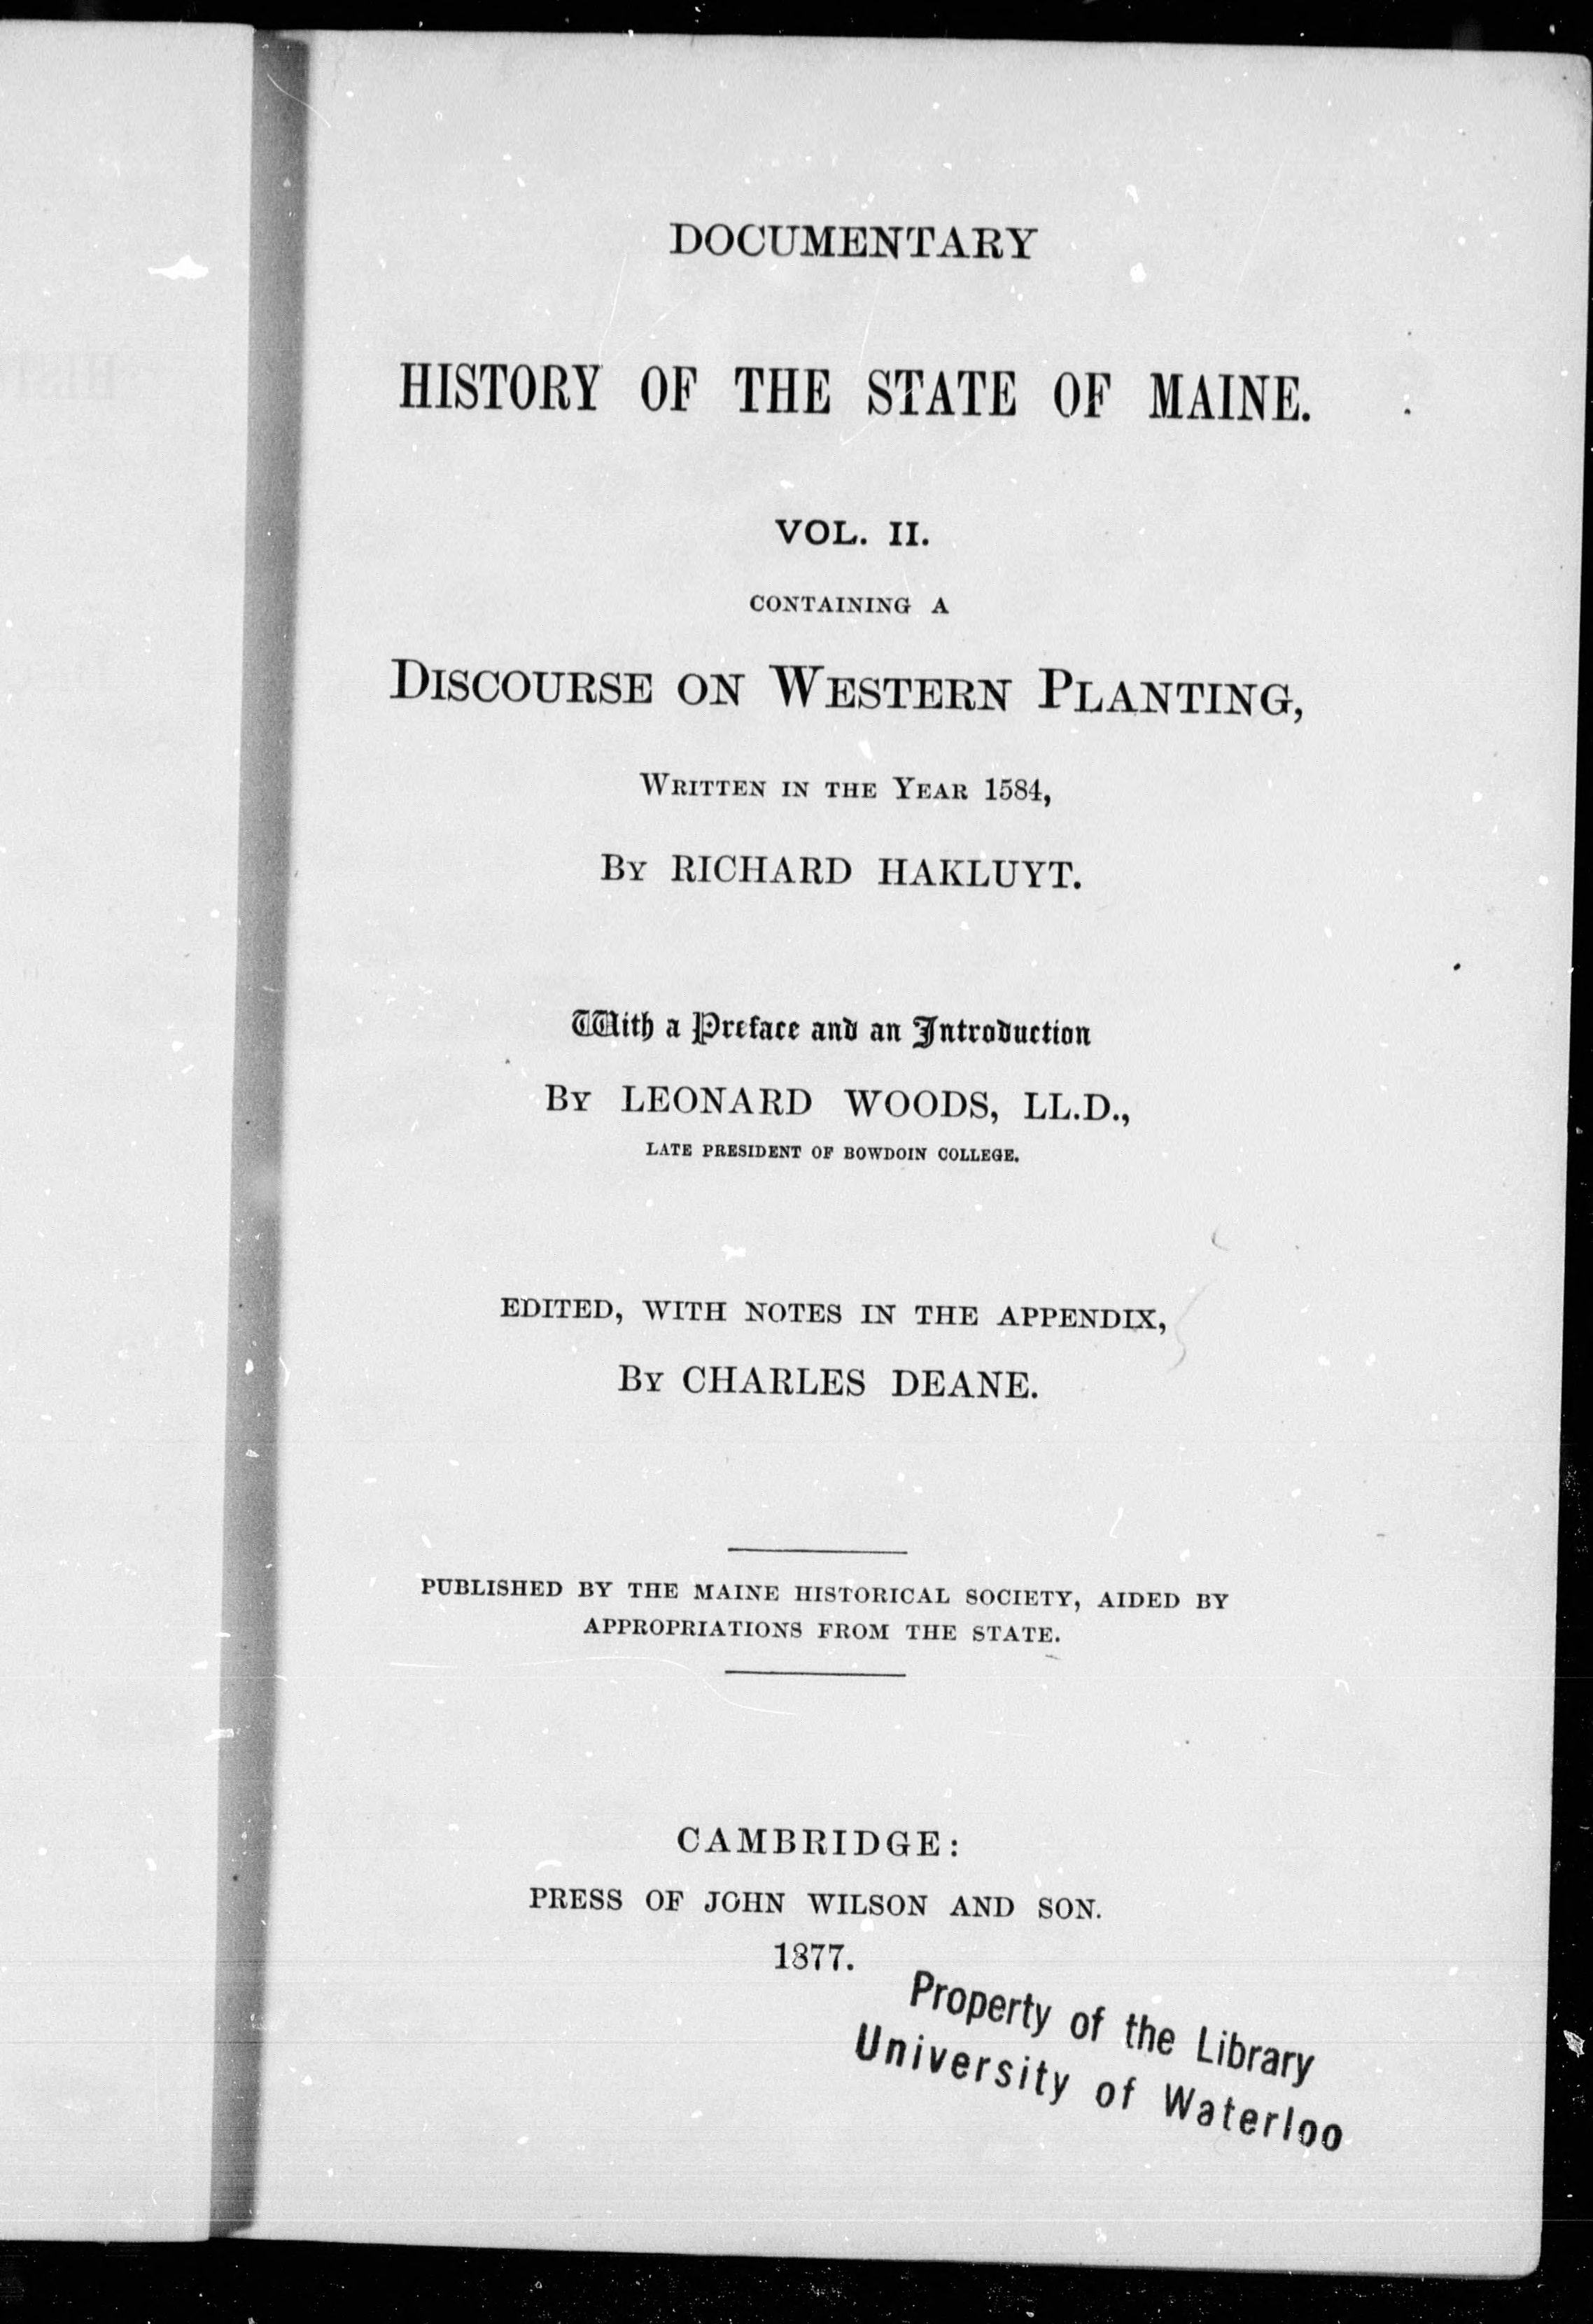 DOCUMENTARY
HISTORY OF THE STATE OF MAINE.
VOL. II.
CONTAINING A
DISCOURSE ON WESTERN PLANTING,
WRITTEN IN THE YEAR 1584,
BY RICHARD HAKLUYT.
With a Preface and an Introduction
BY LEONARD WOODS, LL.D.,
LATE PRESIDENT OF BOWDOIN COLLEGE.
EDITED, WITH NOTES IN THE APPENDIX,
BY CHARLES DEANE.
PUBLISHED BY THE MAINE HISTORICAL SOCIETY, AIDED BY
APPROPRIATIONS FROM THE STATE.
CAMBRIDGE:
PRESS OF JOHN WILSON AND SON.
1877.
Property of the Library
University of Waterloo